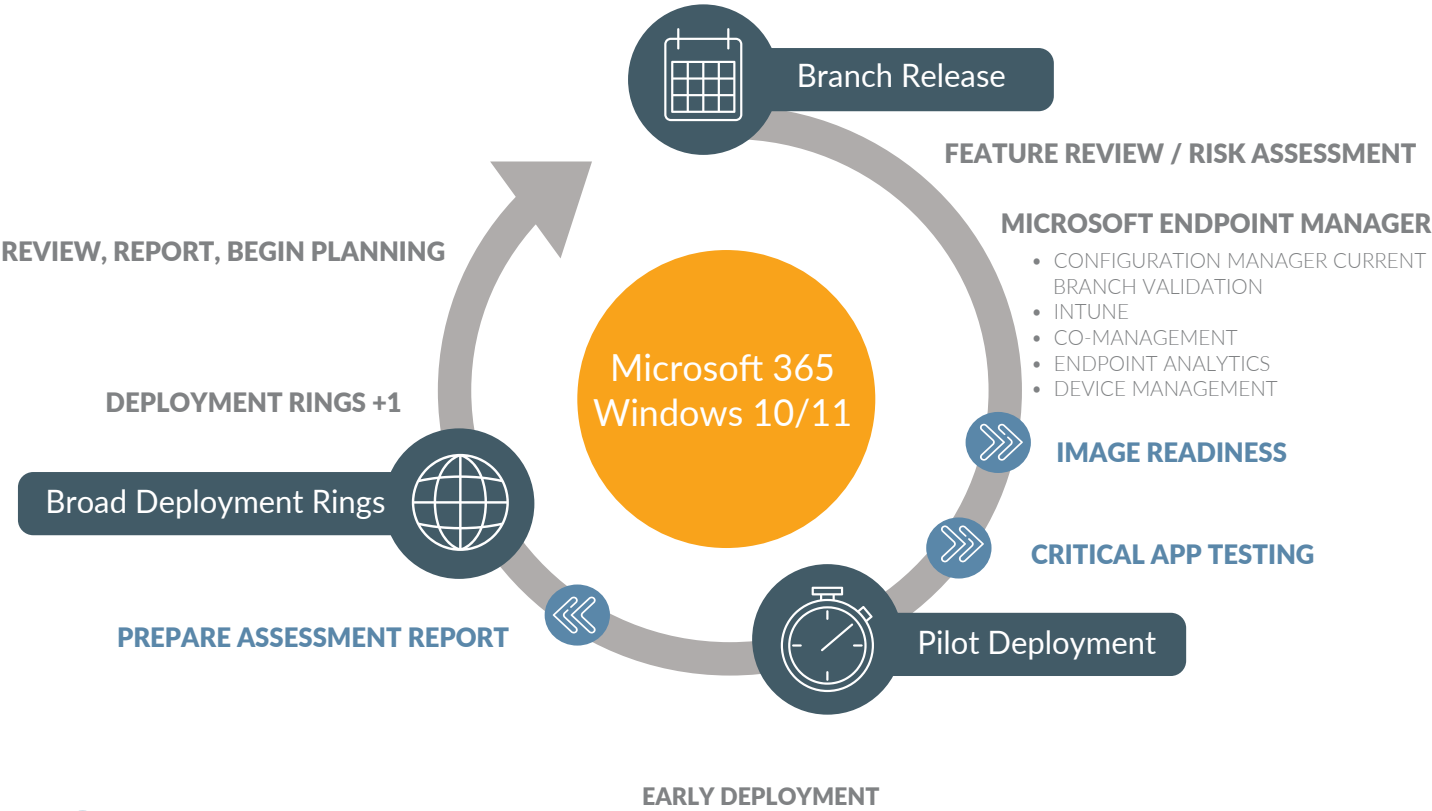 Branch Release
FEATURE REVIEW / RISK ASSESSMENT
MICROSOFT ENDPOINT MANAGER
• CONFIGURATION MANAGER CURRENT
BRANCH VALIDATION
• INTUNE
• CO-MANAGEMENT
• ENDPOINT ANALYTICS
• DEVICE MANAGEMENT
IMAGE READINESS
CRITICAL APP TESTING
Pilot Deployment
EARLY DEPLOYMENT
PREPARE ASSESSMENT REPORT
Broad Deployment Rings
DEPLOYMENT RINGS +1
REVIEW, REPORT, BEGIN PLANNING
Microsoft 365
Windows 10/11